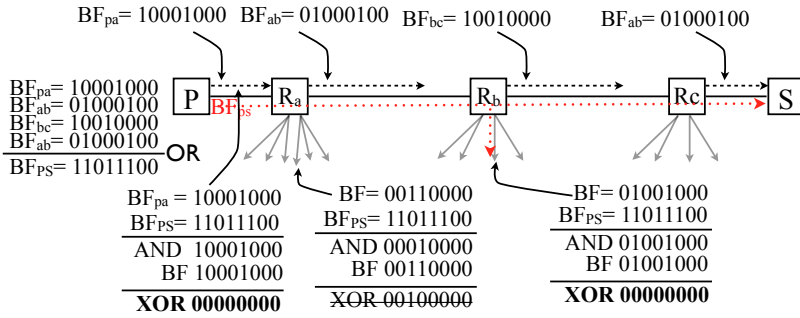 BFpa= 10001000
BFab= 01000100
BFbc= 10010000
BFab= 01000100
P
Ra
Rb
Rc
S
BFps
BFpa= 10001000
BFab= 01000100
BFbc= 10010000
BFab= 01000100
OR
BFPS= 11011100
BFpa = 10001000
BFPS= 11011100
AND 10001000
BF 10001000
XOR 00000000
BF= 00110000
BFPS= 11011100
AND 00010000
BF 00110000
XOR 00100000
BF= 01001000
BFPS= 11011100
AND 01001000
BF 01001000
XOR 00000000